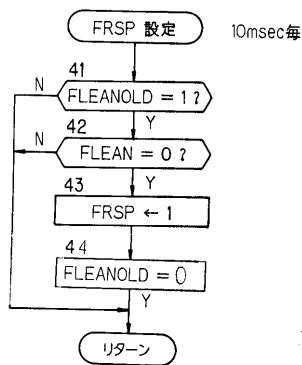 FRSP 設定
10msec毎
41
N
FLEANOLD = 1 ?
42
Y
N
FLEAN = 0 ?
43
Y
FRSP ← 1
44
FLEANOLD = 0
Y
リターン